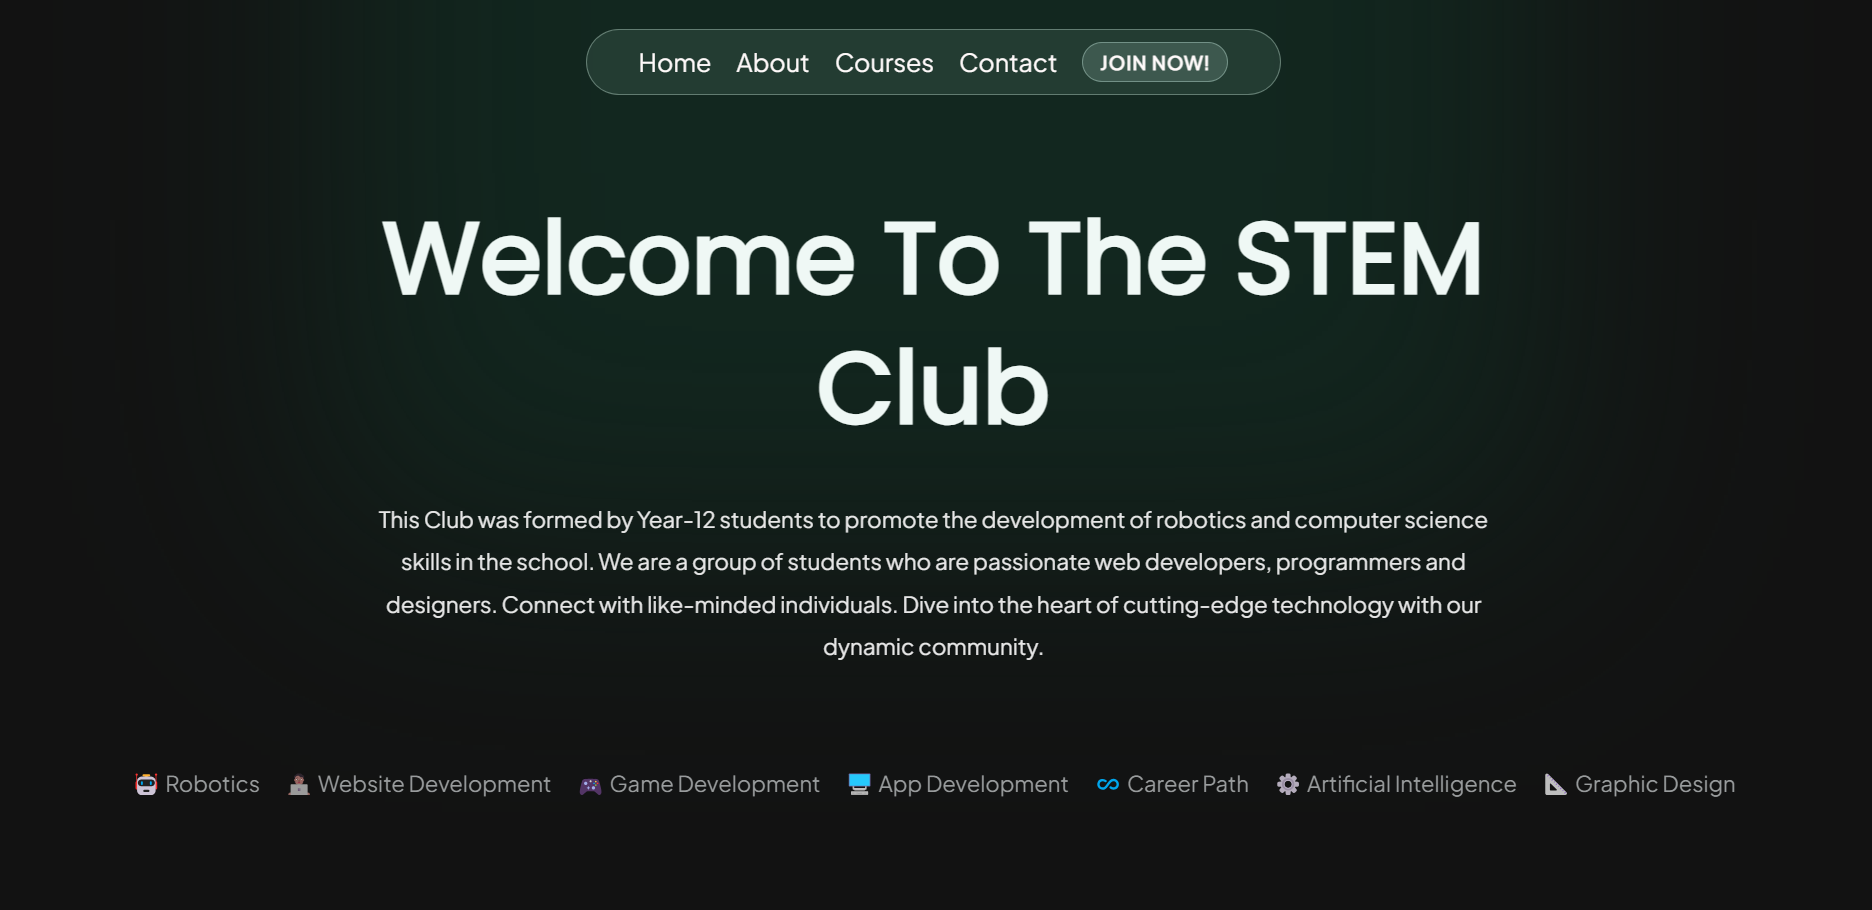 Home About Courses Contact JOIN NOW!
Welcome To The STEM
Club
This Club was formed by Year-12 students to promote the development of robotics and computer science
skills in the school. We are a group of students who are passionate web developers, programmers and
designers. Connect with like-minded individuals. Dive into the heart of cutting-edge technology with our
dynamic community.
Robotics Website Development Game Development App Development Career Path Artificial Intelligence Graphic Design